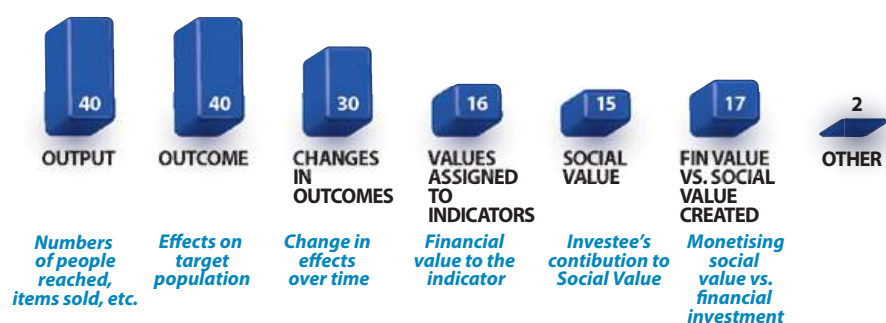 40
40
30
16
15
17
2
OUTPUT
OUTCOME
CHANGES
IN
OUTCOMES
VALUES
ASSIGNED
TO
INDICATORS
SOCIAL
VALUE
FIN VALUE
VS. SOCIAL
VALUE
CREATED
OTHER
Numbers
of people
reached,
items sold, etc.
Effects on
target
population
Change in
effects
over time
Financial
value to the
indicator
Investee's
contibution to
Social Value
Monetising
social
value vs.
financial
investment